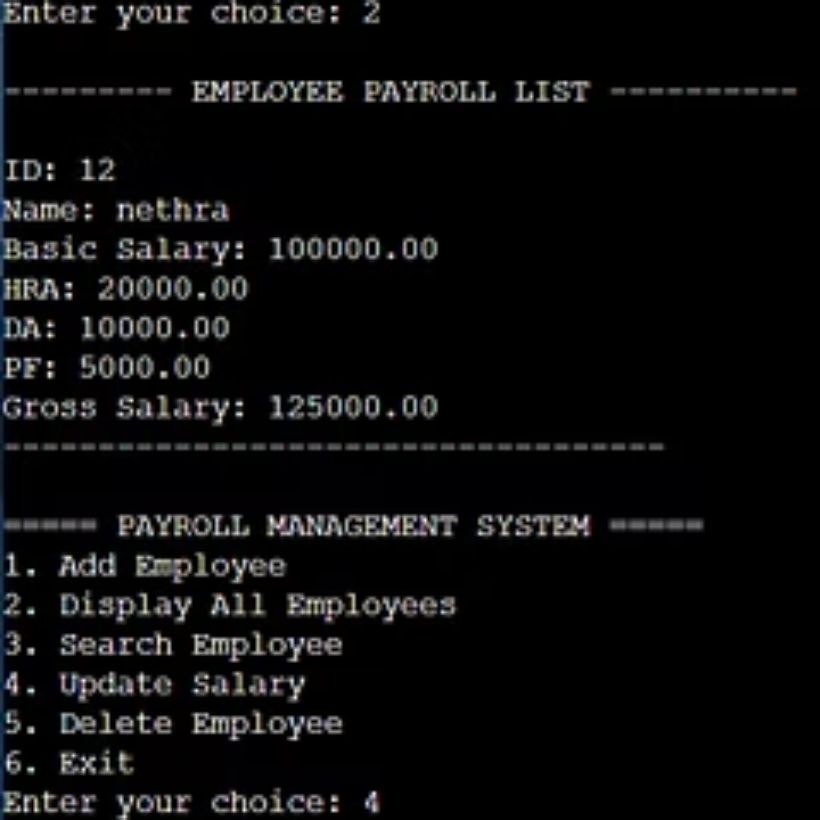 Enter your choice: 2
--------- EMPLOYEE PAYROLL LIST ----------
ID: 12
Name: nethra
Basic Salary: 100000.00
HRA: 20000.00
DA: 10000.00
PF: 5000.00
Gross Salary: 125000.00
-----------------------------------
===== PAYROLL MANAGEMENT SYSTEM =====
1. Add Employee
2. Display All Employees
3. Search Employee
4. Update Salary
5. Delete Employee
6. Exit
Enter your choice: 4